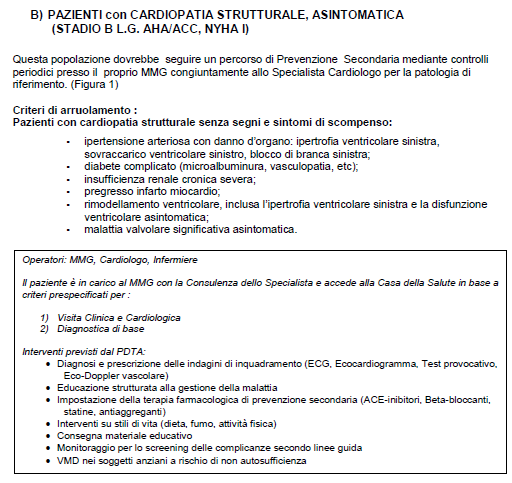 B) PAZIENTI con CARDIOPATIA STRUTTURALE, ASINTOMATICA
(STADIO B L.G. AHA/ACC, NYHA I)
Questa popolazione dovrebbe seguire un percorso di Prevenzione Secondaria mediante controlli
periodici presso il proprio MMG congiuntamente allo Specialista Cardiologo per la patologia di
riferimento. (Figura 1)
Criteri di arruolamento :
Pazienti con cardiopatia strutturale senza segni e sintomi di scompenso:
- ipertensione arteriosa con danno d'organo: ipertrofia ventricolare sinistra,
sovraccarico ventricolare sinistro, blocco di branca sinistra;
- diabete complicato (microalbuminura, vasculopatia, etc);
- insufficienza renale cronica severa;
- pregresso infarto miocardio;
- rimodellamento ventricolare, inclusa l'ipertrofia ventricolare sinistra e la disfunzione
ventricolare asintomatica;
- malattia valvolare significativa asintomatica.
Operatori: MMG, Cardiologo, Infermiere
Il paziente è in carico al MMG con la Consulenza dello Specialista e accede alla Casa della Salute in base a
criteri prespecificati per :
1) Visita Clinica e Cardiologica
2) Diagnostica di base
Interventi previsti dal PDTA:
• Diagnosi e prescrizione delle indagini di inquadramento (ECG, Ecocardiogramma, Test provocativo,
Eco-Doppler vascolare)
• Educazione strutturata alla gestione della malattia
• Impostazione della terapia farmacologica di prevenzione secondaria (ACE-inibitori, Beta-bloccanti,
statine, antiaggreganti)
• Interventi su stili di vita (dieta, fumo, attività fisica)
• Consegna materiale educativo
• Monitoraggio per lo screening delle complicanze secondo linee guida
• VMD nei soggetti anziani a rischio di non autosufficienza